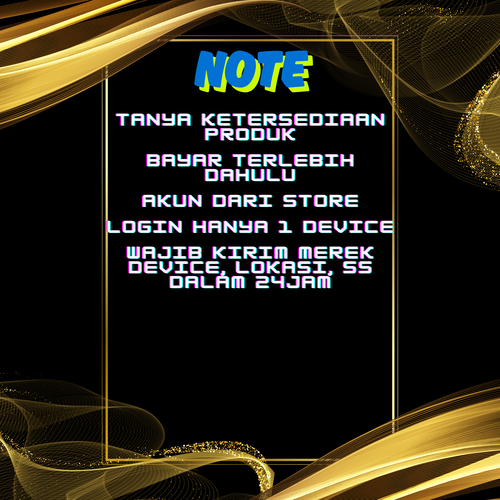 NOTE
TANYA KETERSEDIAAN
PRODUK
BAYAR TERLEBIH
DAHULU
AKUN DARI STORE
LOGIN HANYA 1 DEVICE
WAJIB KIRIM MEREK
DEVICE, LOKASI, SS
DALAM 24JAM